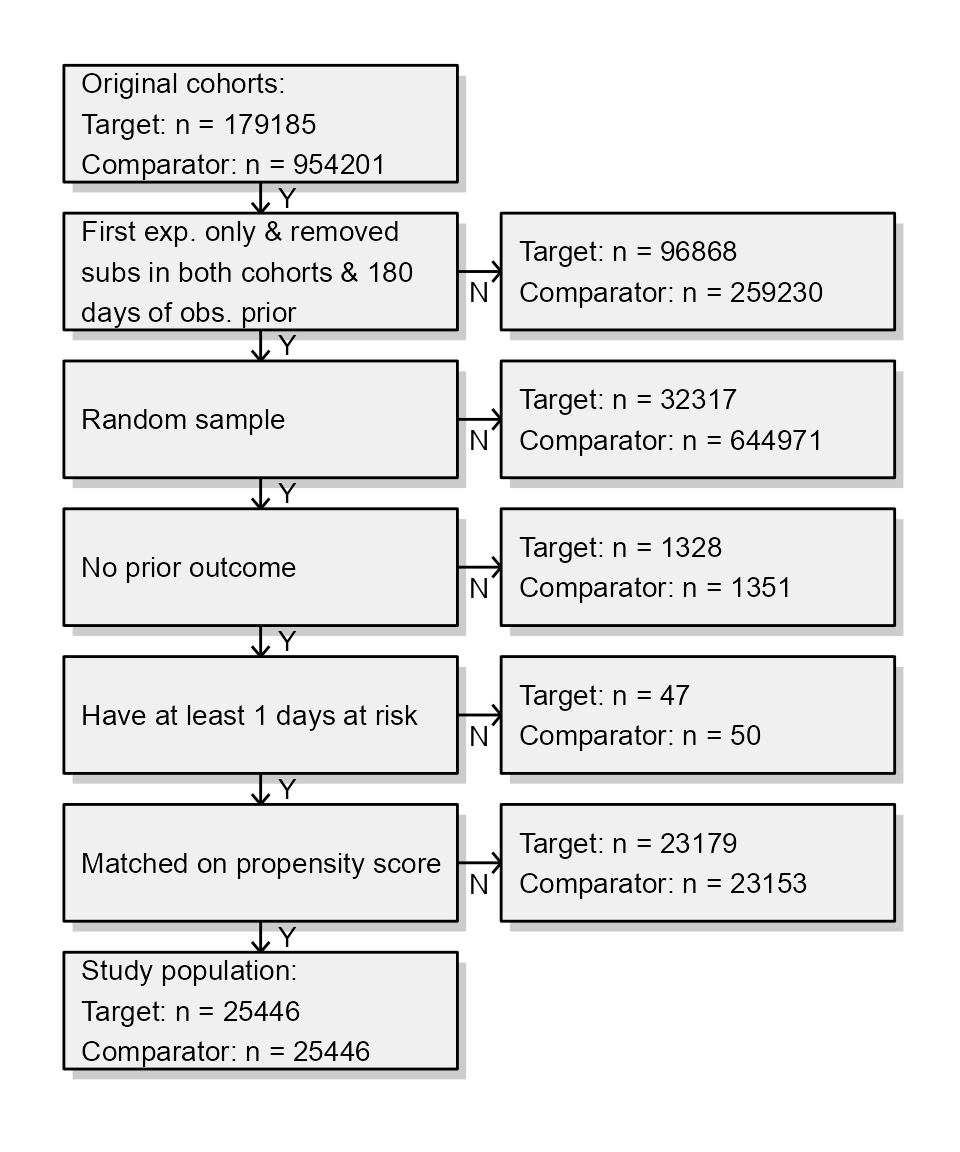 Original cohorts:
Target: n = 179185
Comparator: n = 954201
Y
First exp. only & removed
subs in both cohorts & 180
days of obs. prior
N
Target: n = 96868
Comparator: n = 259230
Y
Random sample
N
Target: n = 32317
Comparator: n = 644971
Y
No prior outcome
N
Target: n = 1328
Comparator: n = 1351
Y
Have at least 1 days at risk
N
Target: n = 47
Comparator: n = 50
Y
Matched on propensity score
N
Target: n = 23179
Comparator: n = 23153
Y
Study population:
Target: n = 25446
Comparator: n = 25446